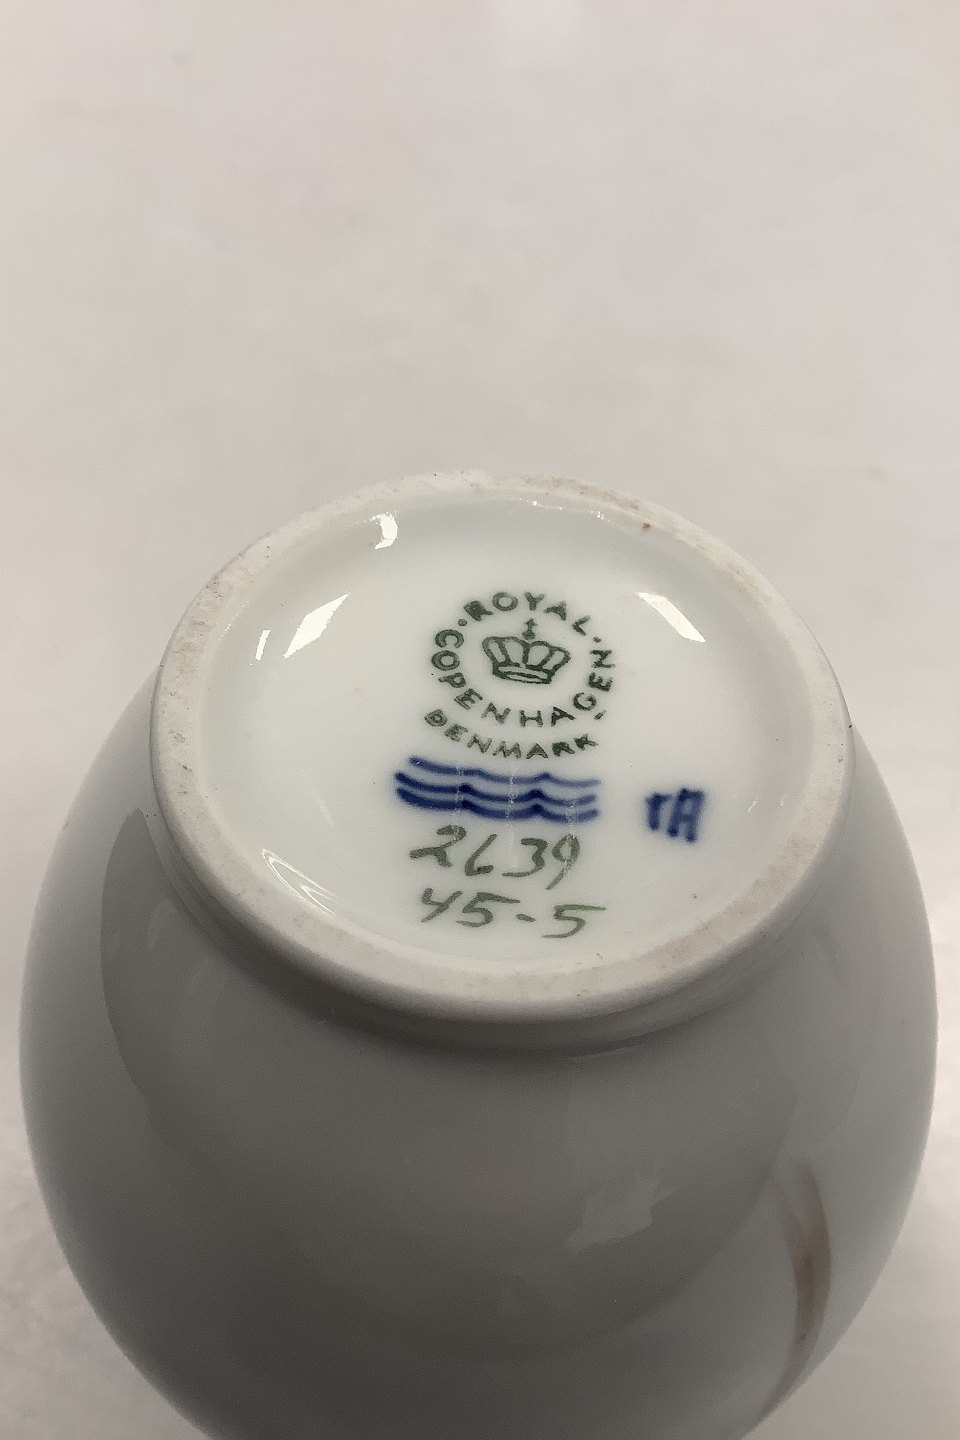 ROYAL
COPENHAGEN
DENMARK
2639
45-5